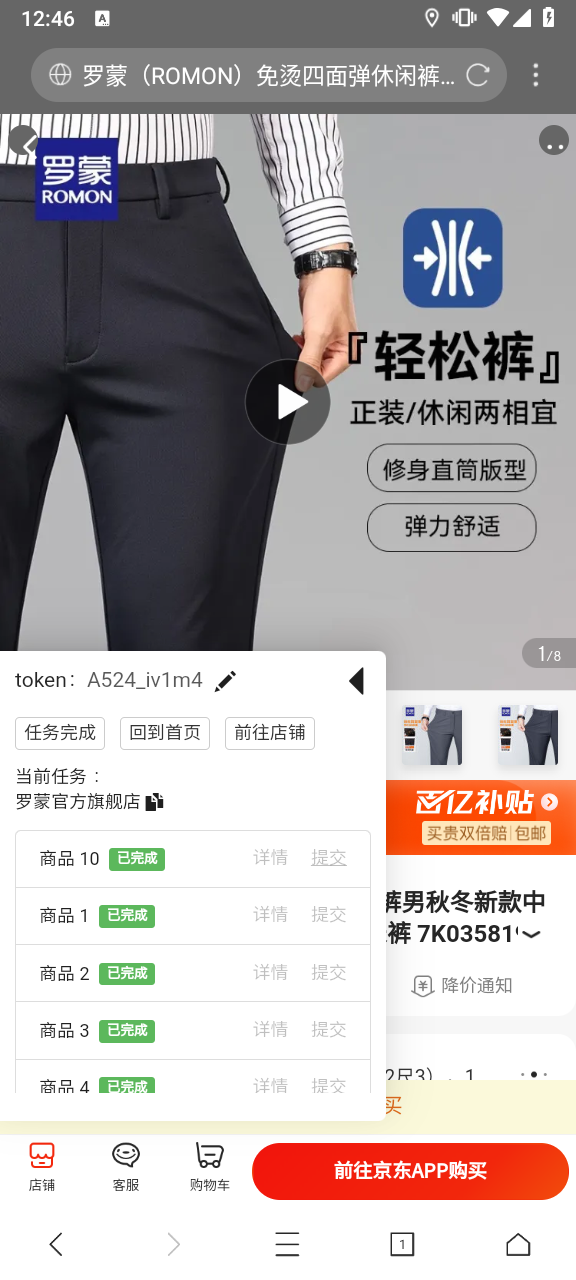 12:46
A
罗蒙（ROMON）免烫四面弹休闲裤...
罗蒙
ROMON
『轻松裤』
正装/休闲两相宜
修身直筒版型
弹力舒适
1/8
token: A524_iv1m4
任务完成 回到首页 前往店铺
当前任务：
罗蒙官方旗舰店
百亿补贴
买贵双倍赔 包邮
商品 10 已完成 详情 提交
商品 1 已完成 详情 提交
裤男秋冬新款中
裤 7K03581
商品 2 已完成 详情 提交
降价通知
商品 3 已完成 详情 提交
商品 4 已完成 详情 提交
2尺3），1
买
店铺 客服 购物车
前往京东APP购买
1